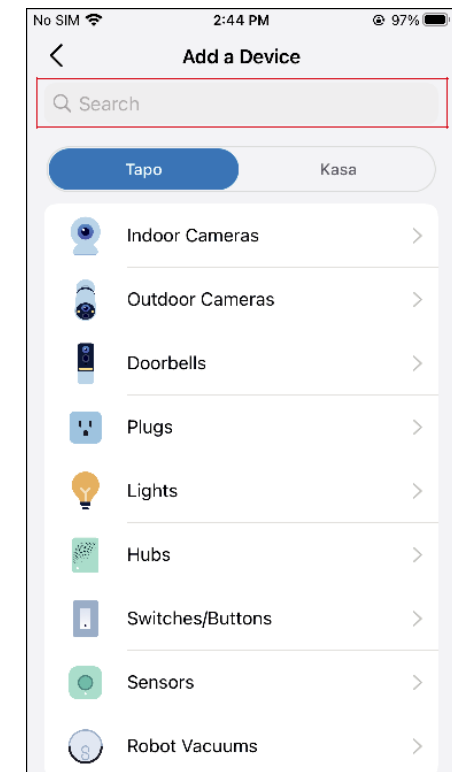 No SIM 2:44 PM 97%
Add a Device
Search
Tapo Kasa
Indoor Cameras
Outdoor Cameras
Doorbells
Plugs
Lights
Hubs
Switches/Buttons
Sensors
Robot Vacuums